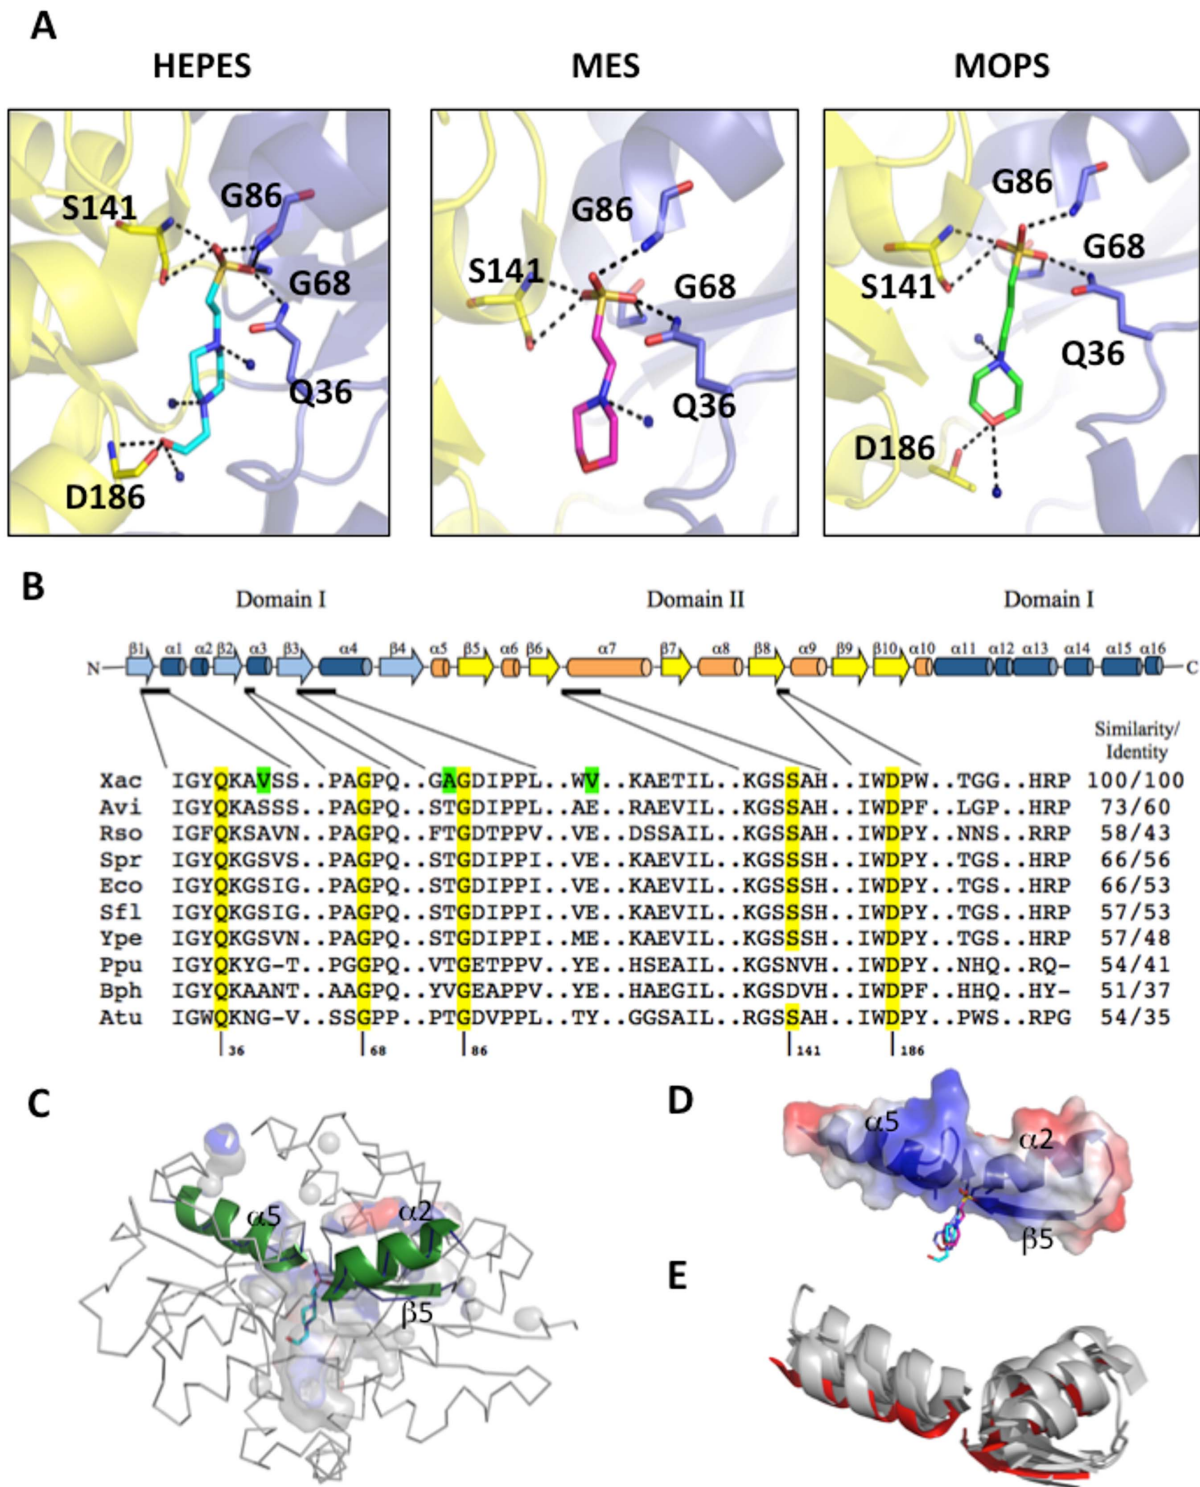 A
HEPES MES MOPS
S141 G86 G68 Q36 D186
S141 G86 G68 Q36
S141 G86 G68 Q36 D186
B
Domain I Domain II Domain I
β1 α1 α2 β2 α3 β3 α4 β4 α5 β5 α6 β6 α7 β7 α8 β8 α9 β9 β10 α10 α11 α12 α13 α14 α15 α16
N C
Similarity/
Identity
Xac IGYQKAVSS..PAGPQ..GAGDIPPL..WV..KAETIL..KGSSAH..IWDPW..TGG..HRP 100/100
Avi IGYQKASSS..PAGPQ..STGDIPPL..AE..KAEVIL..KGSSAH..IWDPF..LGP..HRP 73/60
Rso IGFQKSAVN..PAGPQ..FTGDTPPV..VE..DSSAIL..KGSSAH..IWDPY..NNS..RRP 58/43
Spr IGYQKGSVS..PAGPQ..STGDIPPI..VE..KAEVIL..KGSSAH..IWDPY..TGS..HRP 66/56
Eco IGYQKGSIG..PAGPQ..STGDIPPI..VE..KAEVIL..KGSSSH..IWDPY..TGS..HRP 66/53
Sfl IGYQKGSIG..PAGPQ..STGDIPPI..VE..KAEVIL..KGSSSH..IWDPY..TGS..HRP 57/53
Ype IGYQKGSVN..PAGPQ..STGDIPPI..ME..KAEVIL..KGSSSH..IWDPY..TGS..HRP 57/48
Ppu IGYQKYG-T..PGGPQ..VTGETPPV..YE..HSEAIL..KGSNVH..IWDPY..NHQ..RQ- 54/41
Bph IGYQKAANT..AAGPQ..YVGEAPPV..YE..HAEGIL..KGSDVH..IWDPF..HHQ..HY- 51/37
Atu IGWQKNG-V..SSGPP..PTGDVPPL..TY..GGSAIL..RGSSAH..IWDPY..PWS..RPG 54/35
36 68 86 141 186
C
α5 α2
β5
D
α5 α2
β5
E